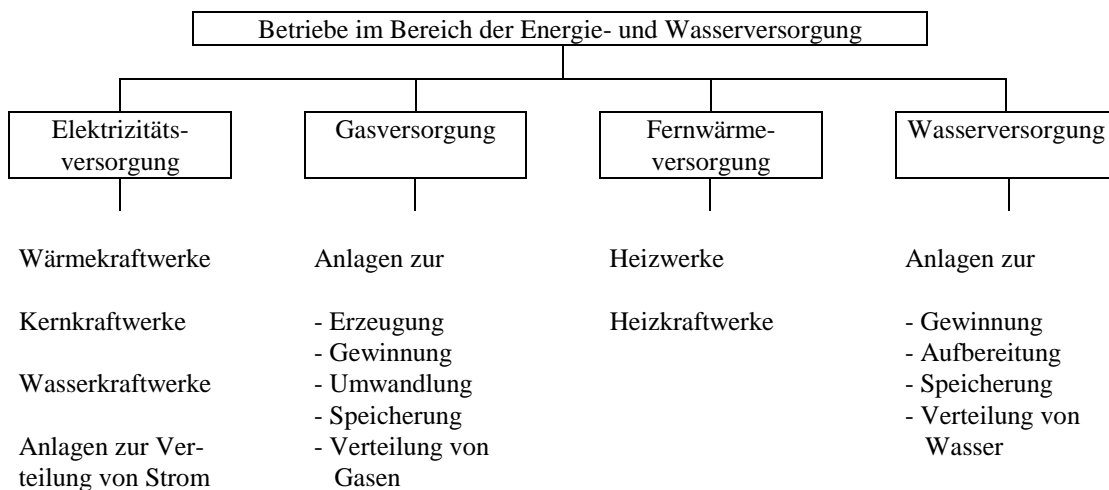 Betriebe im Bereich der Energie- und Wasserversorgung
Elektrizitäts-
versorgung
Gasversorgung
Fernwärme-
versorgung
Wasserversorgung
Wärmekraftwerke
Kernkraftwerke
Wasserkraftwerke
Anlagen zur Ver-
teilung von Strom
Anlagen zur
- Erzeugung
- Gewinnung
- Umwandlung
- Speicherung
- Verteilung von
Gasen
Heizwerke
Heizkraftwerke
Anlagen zur
- Gewinnung
- Aufbereitung
- Speicherung
- Verteilung von
Wasser